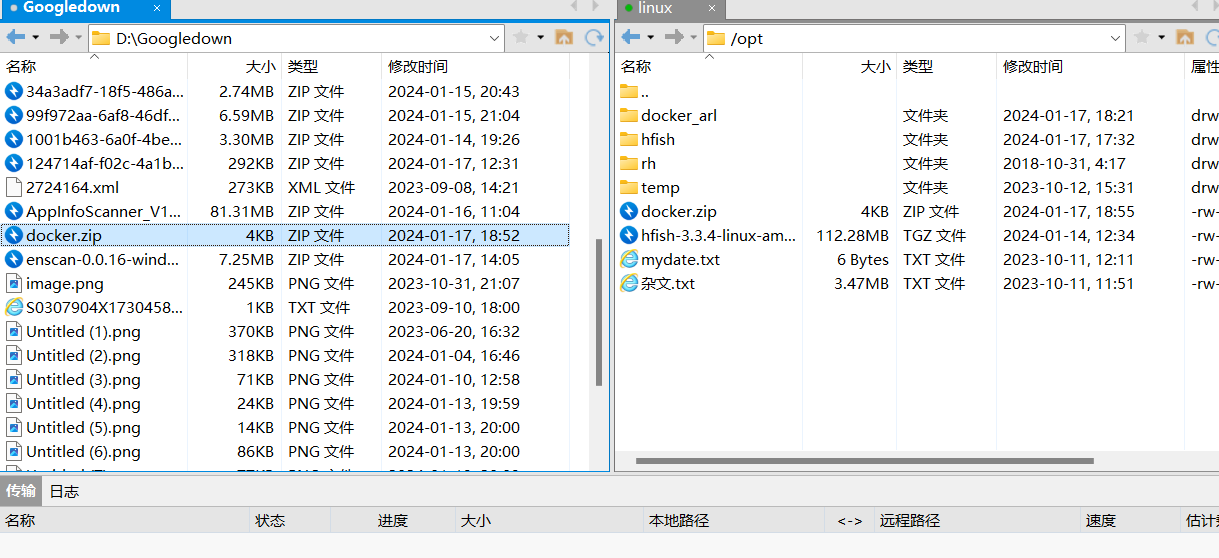 Googledown × linux ×
D:\Googledown /opt
名称 大小 类型 修改时间 名称 大小 类型 修改时间 属性
34a3adf7-18f5-486a... 2.74MB ZIP 文件 2024-01-15, 20:43 ..
99f972aa-6af8-46df... 6.59MB ZIP 文件 2024-01-15, 21:04 docker_arl 文件夹 2024-01-17, 18:21 drw
1001b463-6a0f-4be... 3.30MB ZIP 文件 2024-01-14, 19:26 hfish 文件夹 2024-01-17, 17:32 drw
124714af-f02c-4a1b... 292KB ZIP 文件 2024-01-17, 12:31 rh 文件夹 2018-10-31, 4:17 drw
2724164.xml 273KB XML 文件 2023-09-08, 14:21 temp 文件夹 2023-10-12, 15:31 drw
AppInfoScanner_V1... 81.31MB ZIP 文件 2024-01-16, 11:04 docker.zip 4KB ZIP 文件 2024-01-17, 18:55 -rw-
docker.zip 4KB ZIP 文件 2024-01-17, 18:52 hfish-3.3.4-linux-am... 112.28MB TGZ 文件 2024-01-14, 12:34 -rw-
enscan-0.0.16-wind... 7.25MB ZIP 文件 2024-01-17, 14:05 mydate.txt 6 Bytes TXT 文件 2023-10-11, 12:11 -rw-
image.png 245KB PNG 文件 2023-10-31, 21:07 杂文.txt 3.47MB TXT 文件 2023-10-11, 11:51 -rw-
S0307904X1730458... 1KB TXT 文件 2023-09-10, 18:00
Untitled (1).png 370KB PNG 文件 2023-06-20, 16:32
Untitled (2).png 318KB PNG 文件 2024-01-04, 16:46
Untitled (3).png 71KB PNG 文件 2024-01-10, 12:58
Untitled (4).png 24KB PNG 文件 2024-01-13, 19:59
Untitled (5).png 14KB PNG 文件 2024-01-13, 20:00
Untitled (6).png 86KB PNG 文件 2024-01-13, 20:00
传输 日志
名称 状态 进度 大小 本地路径 <-> 远程路径 速度 估计